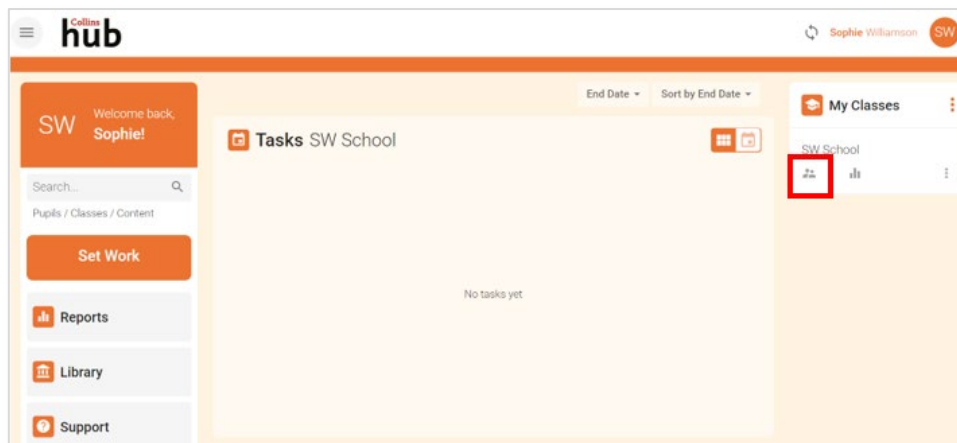 Collins
hub
Sophie Williamson SW
SW Welcome back,
Sophie!
Search...
Pupils / Classes / Content
Set Work
Reports
Library
Support
End Date Sort by End Date
Tasks SW School
No tasks yet
My Classes
SW School